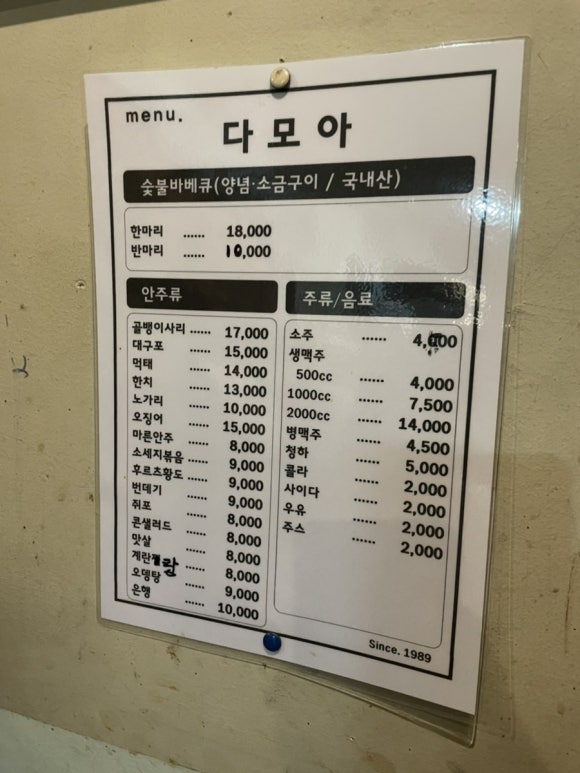 menu.
다모아
숯불바베큐(양념·소금구이 / 국내산)
한마리 ...... 18,000
반마리 ...... 10,000
안주류
골뱅이사리 ...... 17,000
대구포 ...... 15,000
먹태 ...... 14,000
한치 ...... 13,000
노가리 ...... 10,000
오징어 ...... 15,000
마른안주 ...... 8,000
소세지볶음 ...... 9,000
후르츠황도 ...... 9,000
번데기 ...... 9,000
쥐포 ...... 8,000
콘샐러드 ...... 8,000
맛살 ...... 8,000
계란 ...... 8,000
오뎅탕 ...... 9,000
은행 ...... 10,000
주류/음료
소주 ......
생맥주
500cc ...... 4,000
1000cc ...... 7,500
2000cc ...... 14,000
병맥주 ...... 4,500
청하 ...... 5,000
콜라 ...... 2,000
사이다 ...... 2,000
우유 ...... 2,000
주스 ...... 2,000
Since. 1989